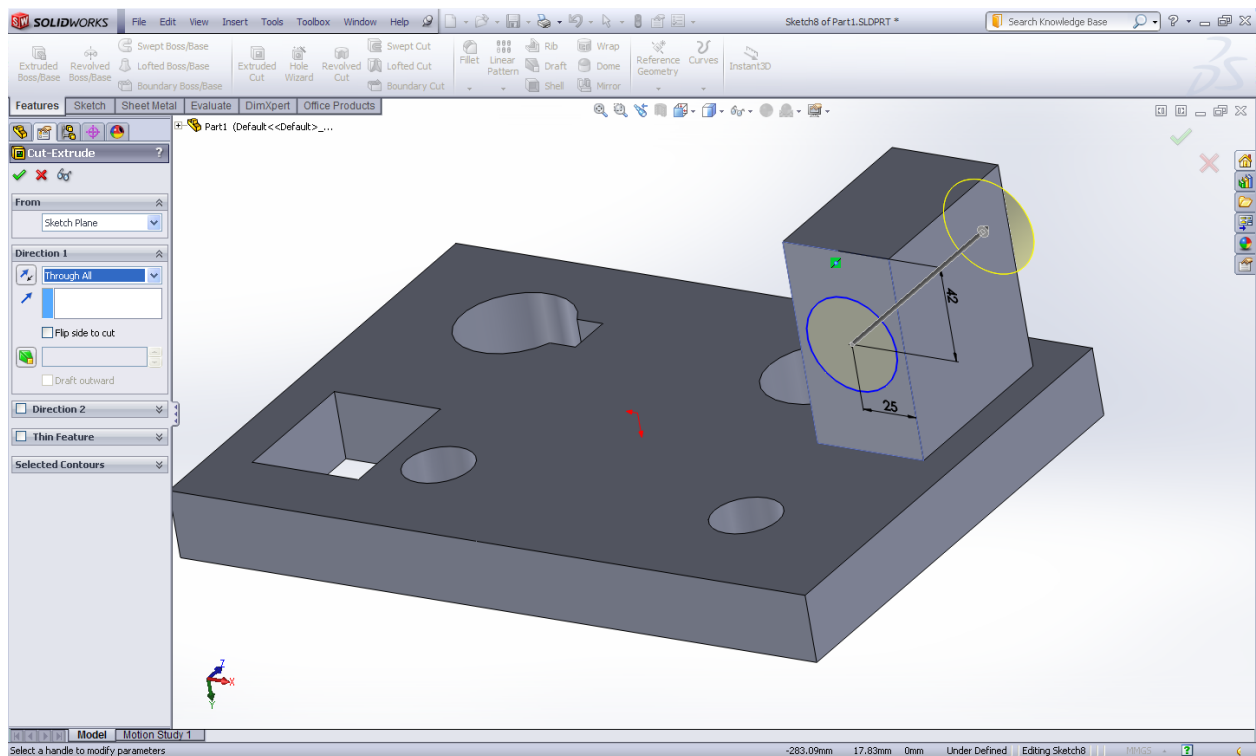 SOLIDWORKS File Edit View Insert Tools Toolbox Window Help Sketch8 of Part1.SLDPRT * Search Knowledge Base ?
Extruded Boss/Base
Revolved Boss/Base
Swept Boss/Base
Lofted Boss/Base
Boundary Boss/Base
Extruded Cut
Hole Wizard
Revolved Cut
Swept Cut
Lofted Cut
Boundary Cut
Fillet
Linear Pattern
Rib
Draft
Shell
Wrap
Dome
Mirror
Reference Geometry
Curves
Instant3D
Features Sketch Sheet Metal Evaluate DimXpert Office Products
Part1 (Default<<Default>_...
Cut-Extrude ?
From
Sketch Plane
Direction 1
Through All
Flip side to cut
Draft outward
Direction 2
Thin Feature
Selected Contours
42
25
Z
X
Y
Model Motion Study 1
Select a handle to modify parameters -283.09mm 17.83mm 0mm Under Defined Editing Sketch8 MMGS ?